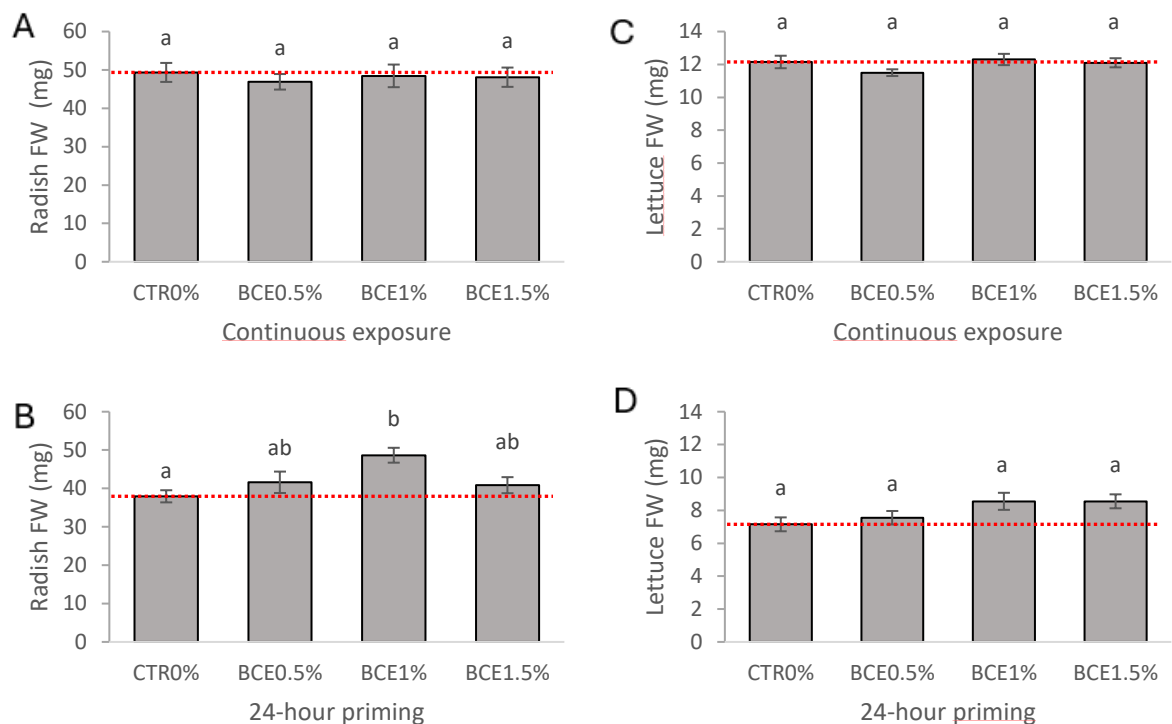 A
Radish FW (mg)
60
50
40
30
20
10
0
a
a
a
a
CTR0%
BCE0.5%
BCE1%
BCE1.5%
Continuous exposure
C
Lettuce FW (mg)
14
12
10
8
6
4
2
0
a
a
a
a
CTR0%
BCE0.5%
BCE1%
BCE1.5%
Continuous exposure
B
Radish FW (mg)
60
50
40
30
20
10
0
a
ab
b
ab
CTR0%
BCE0.5%
BCE1%
BCE1.5%
24-hour priming
D
Lettuce FW (mg)
14
12
10
8
6
4
2
0
a
a
a
a
CTR0%
BCE0.5%
BCE1%
BCE1.5%
24-hour priming